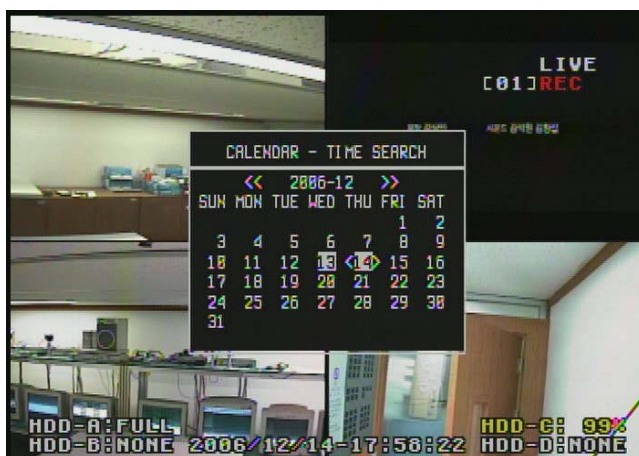 LIVE
[01]REC
CALENDAR - TIME SEARCH
<< 2006-12 >>
SUN MON TUE WED THU FRI SAT
1 2
3 4 5 6 7 8 9
10 11 12 13 <14> 15 16
17 18 19 20 21 22 23
24 25 26 27 28 29 30
31
HDD-A:FULL HDD-C: 99%
HDD-B:NONE 2006/12/14-17:58:22 HDD-D:NONE